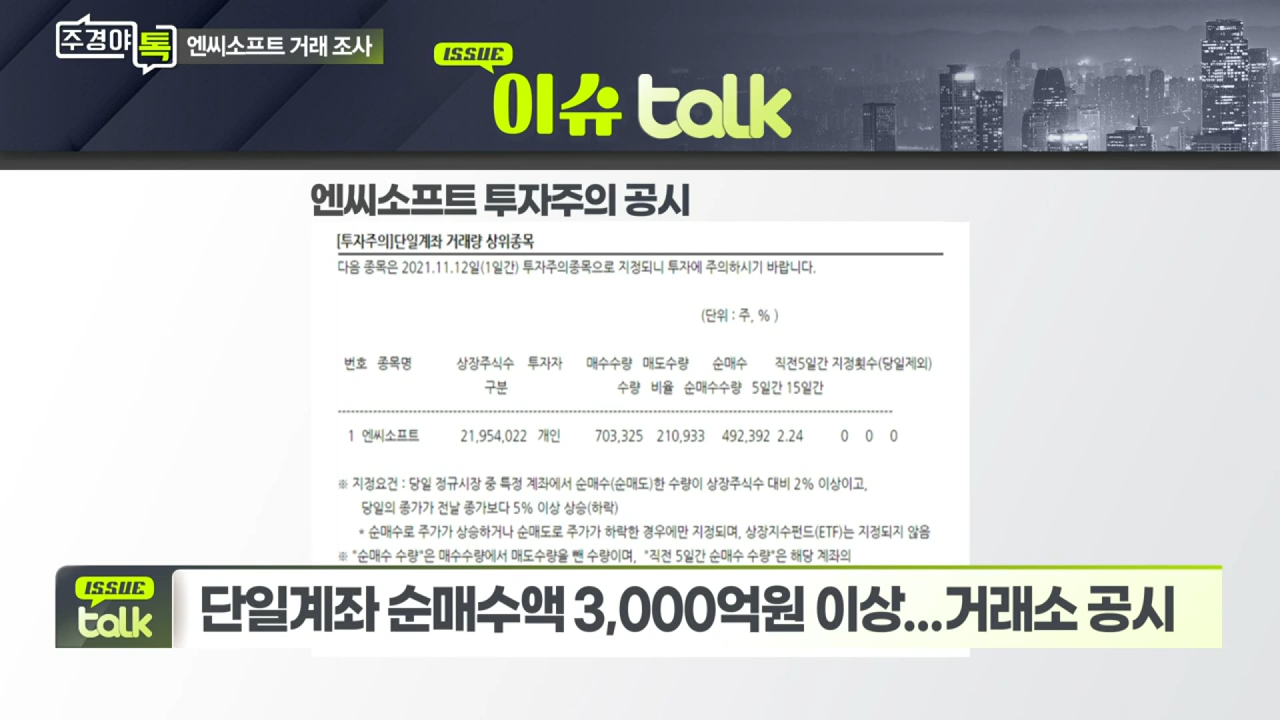 주경야톡 엔씨소프트 거래 조사
ISSUE
이슈 talk
엔씨소프트 투자주의 공시
[투자주의]단일계좌 거래량 상위종목
다음 종목은 2021.11.12일(1일간) 투자주의종목으로 지정되니 투자에 주의하시기 바랍니다.
(단위 : 주, % )
번호 종목명 상장주식수 투자자 매수수량 매도수량 순매수 직전5일간 지정횟수(당일제외)
구분 수량 비율 순매수수량 5일간 15일간
1 엔씨소프트 21,954,022 개인 703,325 210,933 492,392 2.24 0 0 0
※ 지정요건 : 당일 정규시장 중 특정 계좌에서 순매수(순매도)한 수량이 상장주식수 대비 2% 이상이고,
당일의 종가가 전날 종가보다 5% 이상 상승(하락)
* 순매수로 주가가 상승하거나 순매도로 주가가 하락한 경우에만 지정되며, 상장지수펀드(ETF)는 지정되지 않음
※ "순매수 수량"은 매수수량에서 매도수량을 뺀 수량이며, "직전 5일간 순매수 수량"은 해당 계좌의
ISSUE
talk
단일계좌 순매수액 3,000억원 이상...거래소 공시